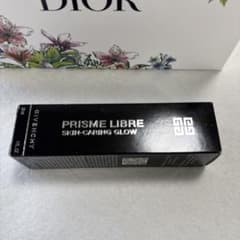 DIOR
PRISME LIBRE
SKIN-CARING GLOW
GIVENCHY